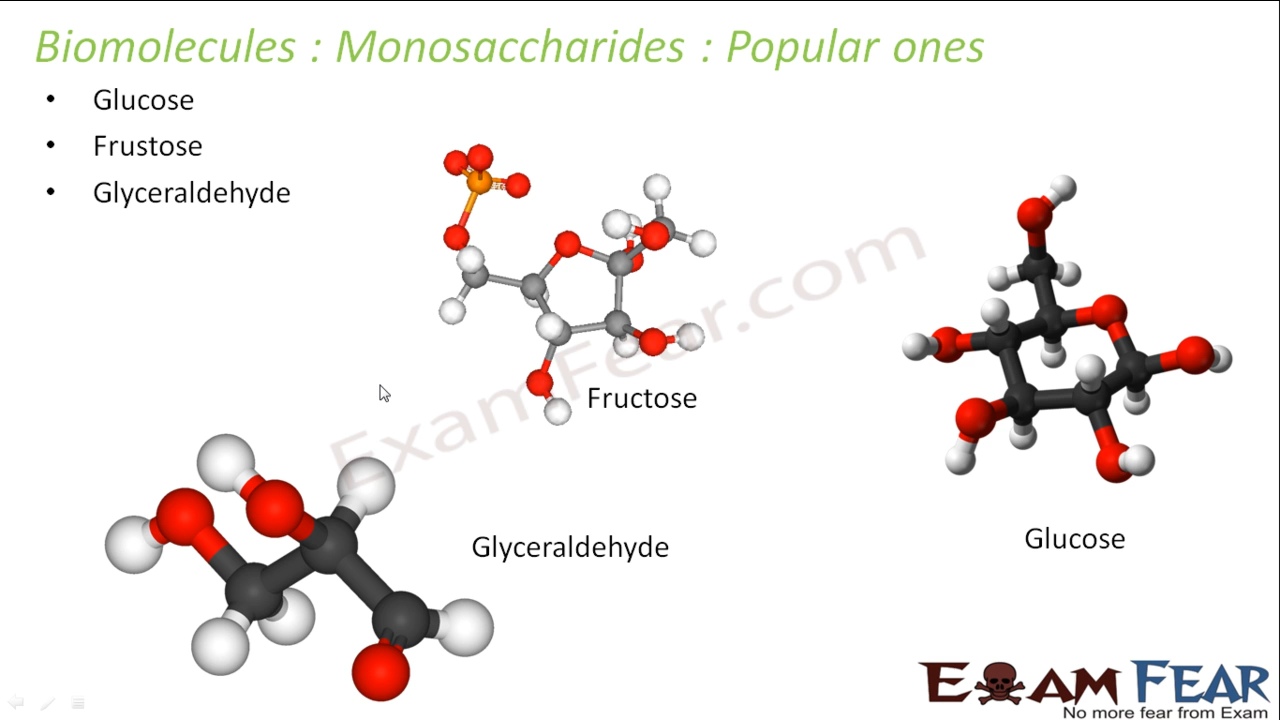 Biomolecules : Monosaccharides : Popular ones
• Glucose
• Frustose
• Glyceraldehyde
ExamFear.com
Fructose
Glyceraldehyde
Glucose
EXAM FEAR
No more fear from Exam